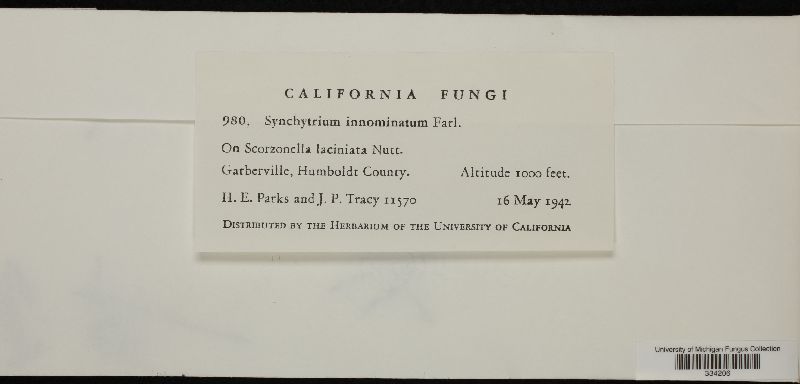 CALIFORNIA FUNGI
980. Synchytrium innominatum Farl.
On Scorzonella laciniata Nutt.
Garberville, Humboldt County. Altitude 1000 feet.
H. E. Parks and J. P. Tracy 11570 16 May 1942
Distributed by the Herbarium of the University of California
University of Michigan Fungus Collection
334206